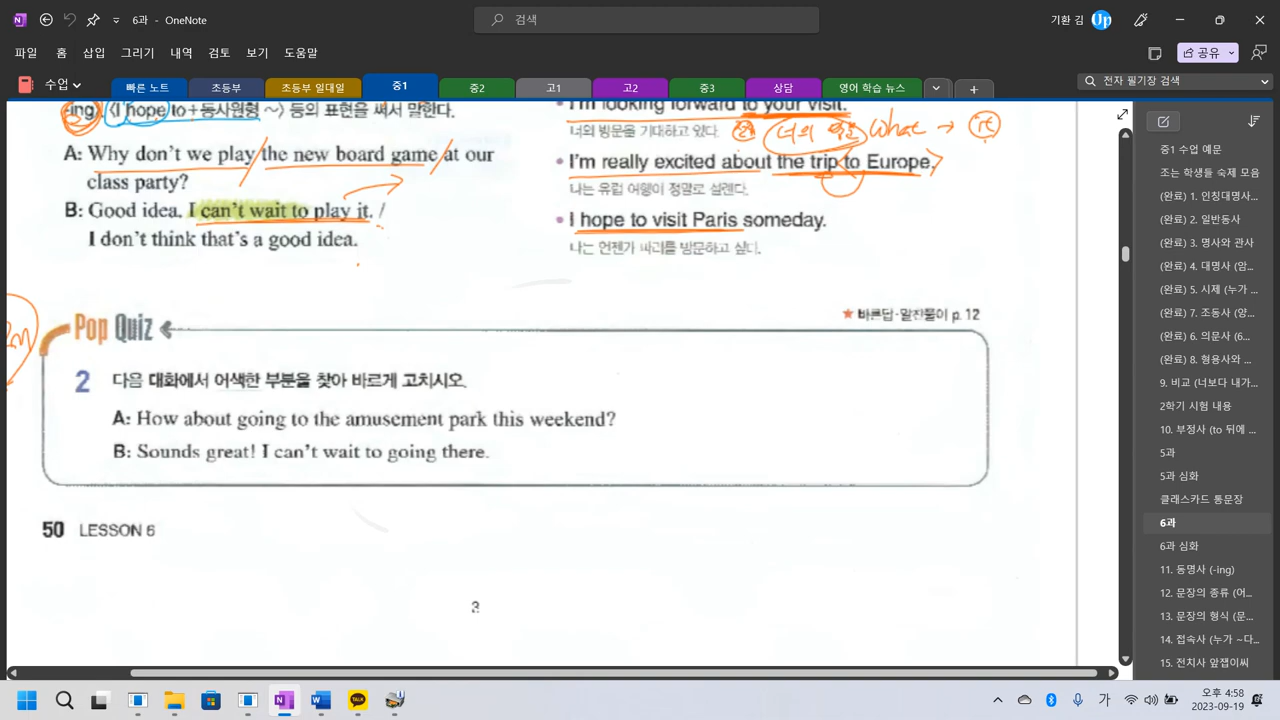 6과 - OneNote
검색
기환 김
파일 홈 삽입 그리기 내역 검토 보기 도움말
공유
수업
빠른 노트 초등부 초등부 일대일 중1 중2 고1 고2 중3 상담 영어 학습 뉴스
전자 필기장 검색
-ing) 〈I hope to+동사원형 ~〉 등의 표현을 써서 말한다.
A: Why don't we play / the new board game / at our
class party?
B: Good idea. I can't wait to play it. /
I don't think that's a good idea.
• I'm looking forward to your visit.
너의 방문을 기대하고 있다.
너의 What → it
• I'm really excited about the trip to Europe.
나는 유럽 여행이 정말로 설렌다.
• I hope to visit Paris someday.
나는 언젠가 파리를 방문하고 싶다.
Pop Quiz
★ 바른답·알찬풀이 p. 12
2 다음 대화에서 어색한 부분을 찾아 바르게 고치시오.
A: How about going to the amusement park this weekend?
B: Sounds great! I can't wait to going there.
50 LESSON 6
3
중1 수업 예문
조는 학생들 숙제 모음
(완료) 1. 인칭대명사...
(완료) 2. 일반동사
(완료) 3. 명사와 관사
(완료) 4. 대명사 (암...
(완료) 5. 시제 (누가 ...
(완료) 7. 조동사 (양...
(완료) 6. 의문사 (6...
(완료) 8. 형용사와 ...
9. 비교 (너보다 내가...
2학기 시험 내용
10. 부정사 (to 뒤에 ...
5과
5과 심화
클래스카드 통문장
6과
6과 심화
11. 동명사 (-ing)
12. 문장의 종류 (어...
13. 문장의 형식 (문...
14. 접속사 (누가 ~다...
15. 전치사 앞잽이씨
가
오후 4:58
2023-09-19